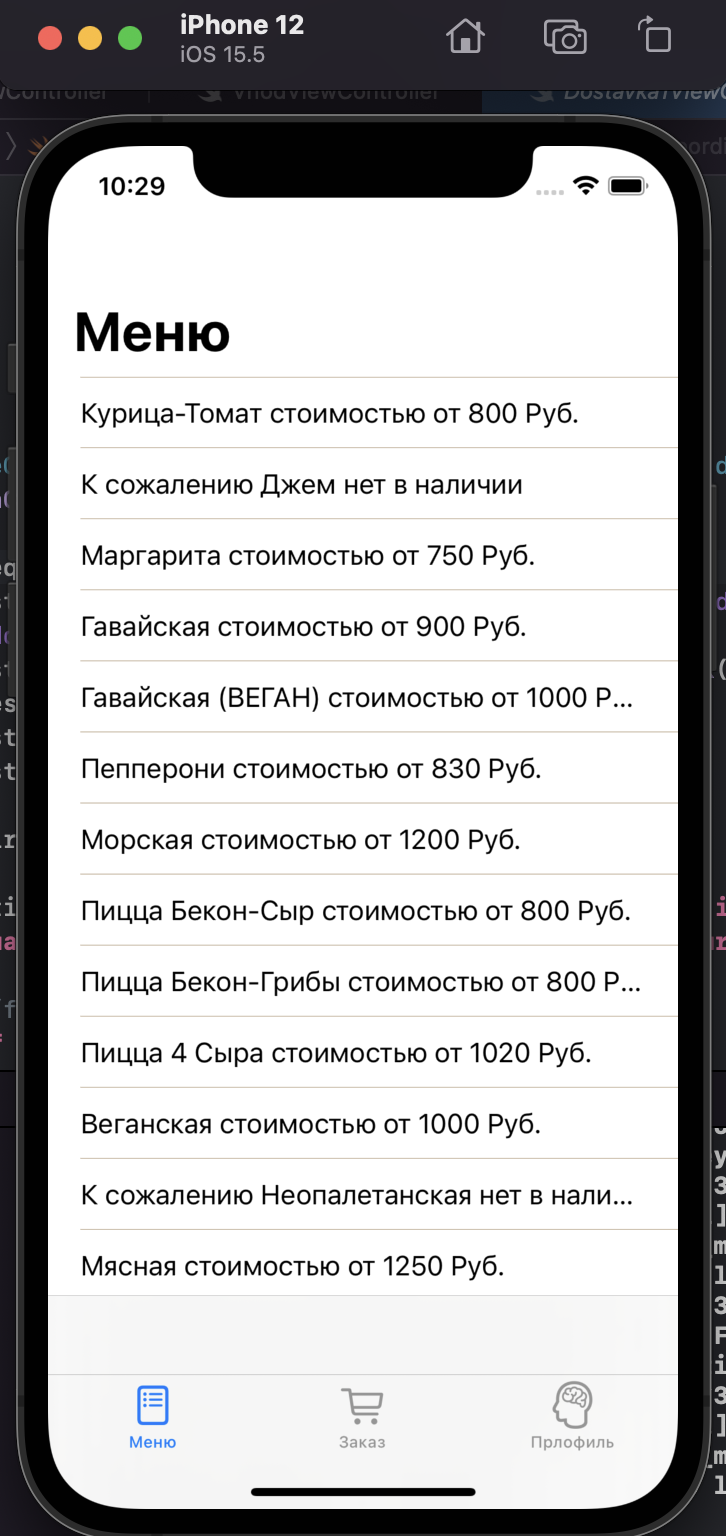 iPhone 12
iOS 15.5
VhodViewController
10:29
Меню
Курица-Томат стоимостью от 800 Руб.
К сожалению Джем нет в наличии
Маргарита стоимостью от 750 Руб.
Гавайская стоимостью от 900 Руб.
Гавайская (ВЕГАН) стоимостью от 1000 Р...
Пепперони стоимостью от 830 Руб.
Морская стоимостью от 1200 Руб.
Пицца Бекон-Сыр стоимостью от 800 Руб.
Пицца Бекон-Грибы стоимостью от 800 Р...
Пицца 4 Сыра стоимостью от 1020 Руб.
Веганская стоимостью от 1000 Руб.
К сожалению Неопалетанская нет в нали...
Мясная стоимостью от 1250 Руб.
Меню
Заказ
Прлофиль